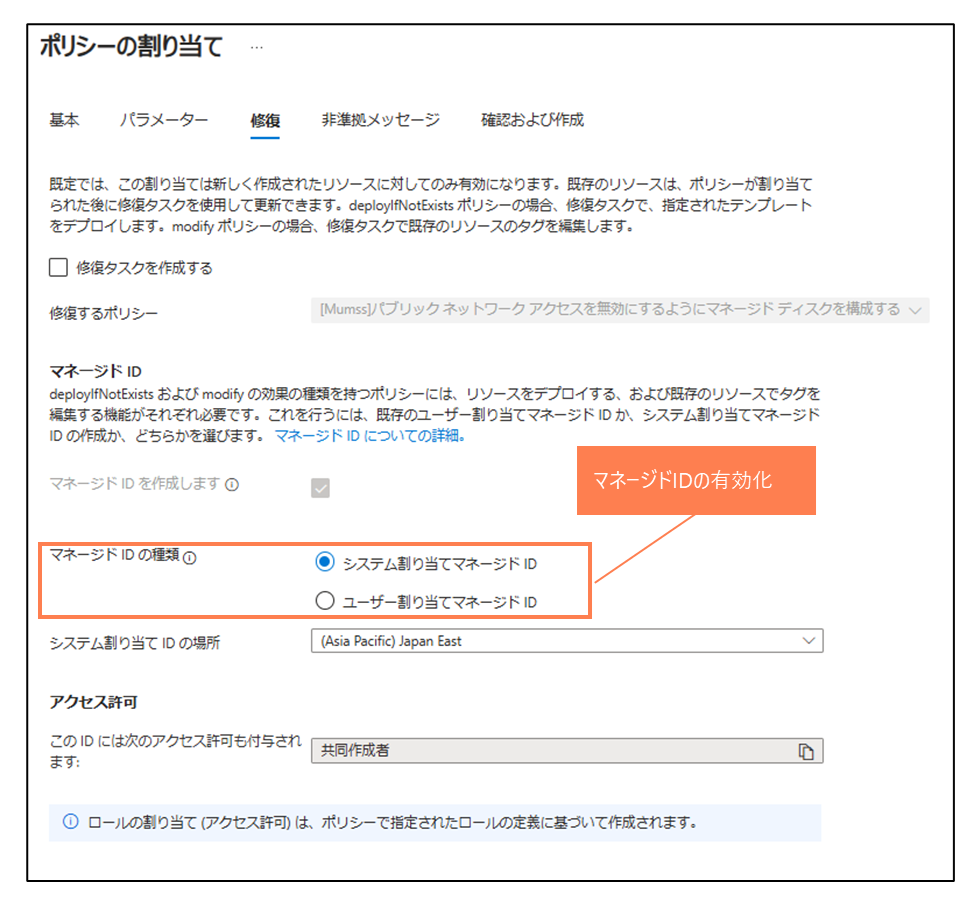 ポリシーの割り当て ...
基本 パラメーター 修復 非準拠メッセージ 確認および作成
既定では、この割り当ては新しく作成されたリソースに対してのみ有効になります。既存のリソースは、ポリシーが割り当て
られた後に修復タスクを使用して更新できます。deployIfNotExists ポリシーの場合、修復タスクで、指定されたテンプレート
をデプロイします。modify ポリシーの場合、修復タスクで既存のリソースのタグを編集します。
修復タスクを作成する
修復するポリシー [Mumss]パブリック ネットワーク アクセスを無効にするようにマネージド ディスクを構成する
マネージド ID
deployIfNotExists および modify の効果の種類を持つポリシーには、リソースをデプロイする、および既存のリソースでタグを
編集する機能がそれぞれ必要です。これを行うには、既存のユーザー割り当てマネージド ID か、システム割り当てマネージド
ID の作成か、どちらかを選びます。 マネージド ID についての詳細。
マネージド ID を作成します
マネージドIDの有効化
マネージド ID の種類 システム割り当てマネージド ID
ユーザー割り当てマネージド ID
システム割り当て ID の場所 (Asia Pacific) Japan East
アクセス許可
この ID には次のアクセス許可も付与され
ます: 共同作成者
ロールの割り当て (アクセス許可) は、ポリシーで指定されたロールの定義に基づいて作成されます。